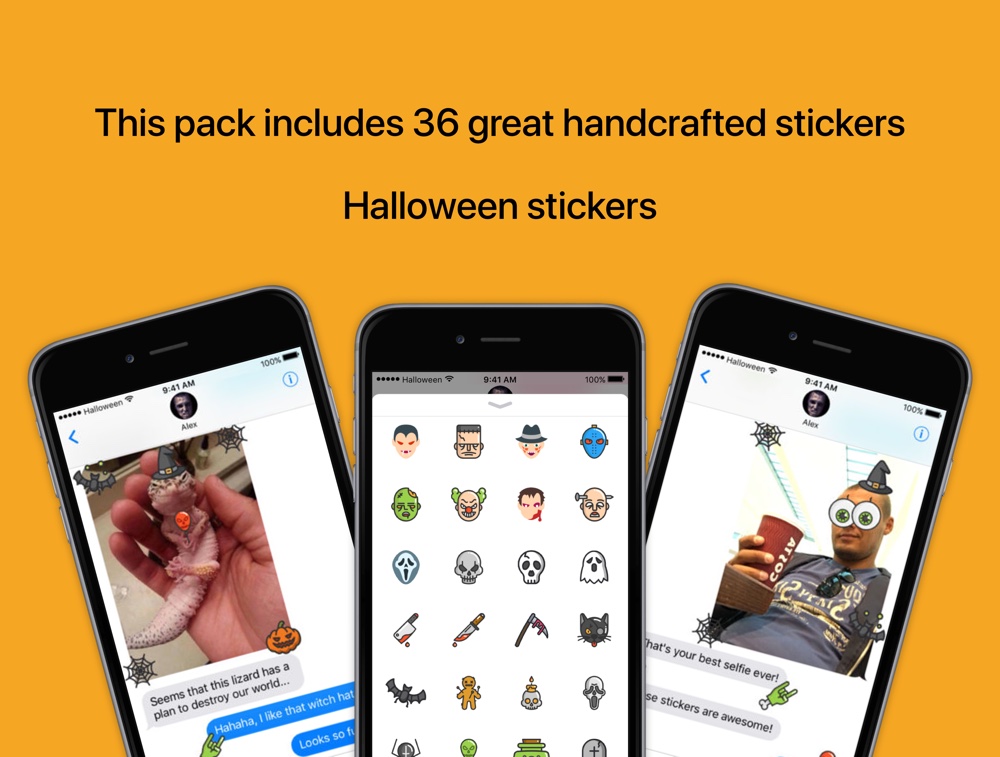 This pack includes 36 great handcrafted stickers
Halloween stickers
Halloween
9:41 AM
100%
Alex
Seems that this lizard has a
plan to destroy our world...
Hahaha, I like that witch hat
Looks so
Halloween
9:41 AM
100%
Halloween
9:41 AM
100%
Alex
COSTA
That's your best selfie ever!
stickers are awesome!